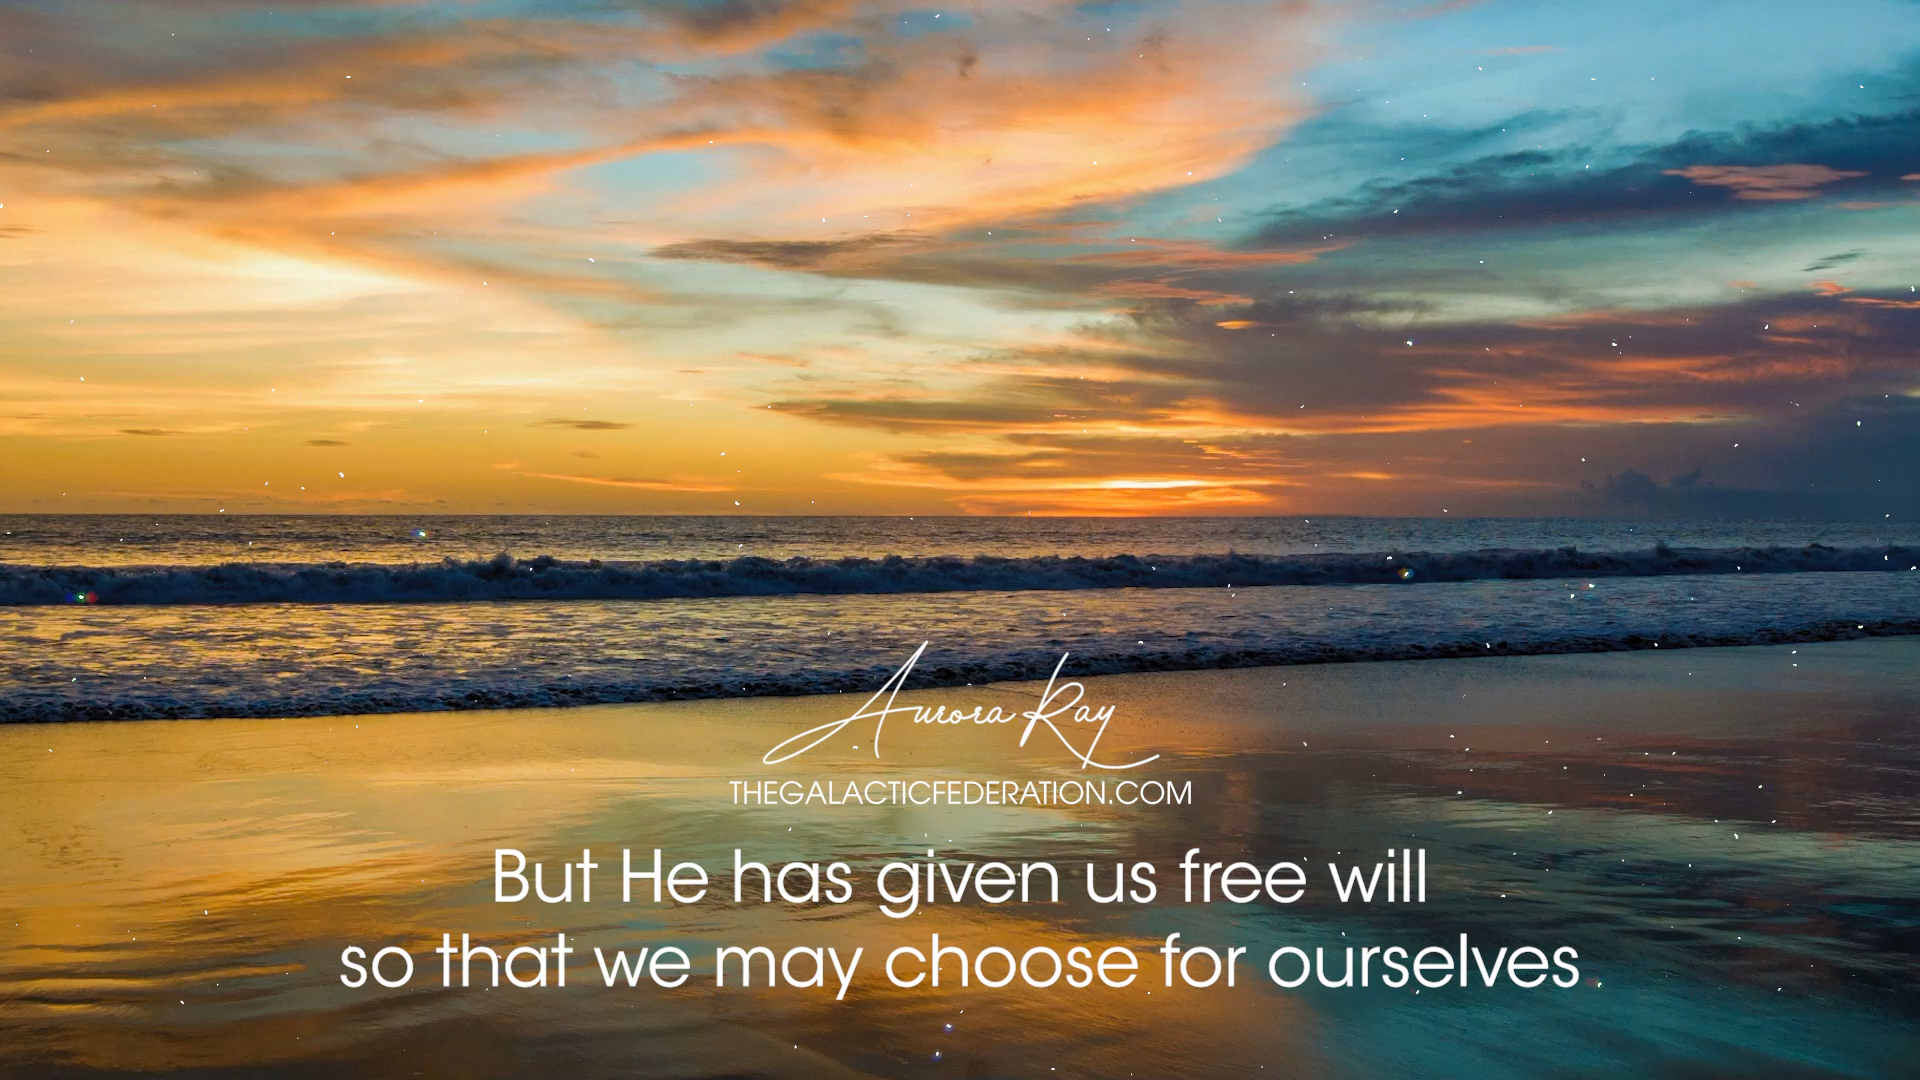 Aurora Ray
THEGALACTICFEDERATION.COM
But He has given us free will
so that we may choose for ourselves